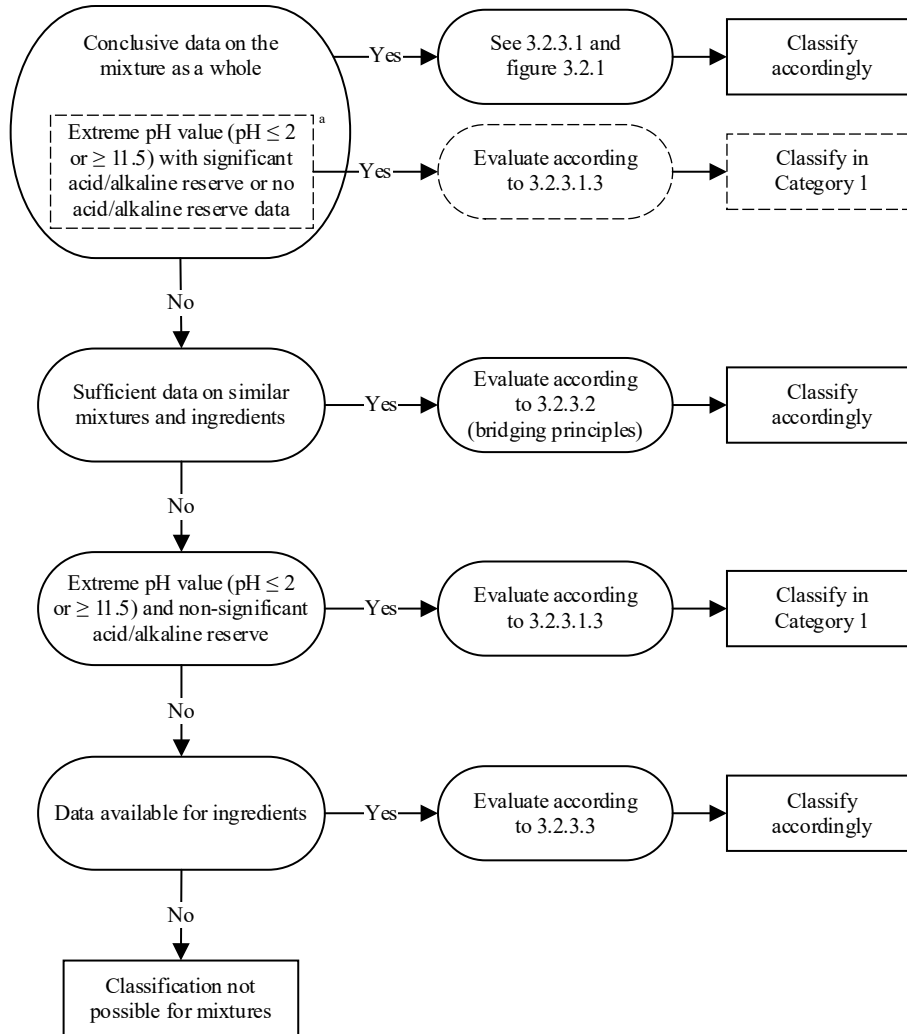 Conclusive data on the
mixture as a whole
Yes
See 3.2.3.1 and
figure 3.2.1
Classify
accordingly
a
Extreme pH value (pH ≤ 2
or ≥ 11.5) with significant
acid/alkaline reserve or no
acid/alkaline reserve data
Yes
Evaluate according
to 3.2.3.1.3
Classify in
Category 1
No
Sufficient data on similar
mixtures and ingredients
Yes
Evaluate according
to 3.2.3.2
(bridging principles)
Classify
accordingly
No
Extreme pH value (pH ≤ 2
or ≥ 11.5) and non-significant
acid/alkaline reserve
Yes
Evaluate according
to 3.2.3.1.3
Classify in
Category 1
No
Data available for ingredients
Yes
Evaluate according
to 3.2.3.3
Classify
accordingly
No
Classification not
possible for mixtures